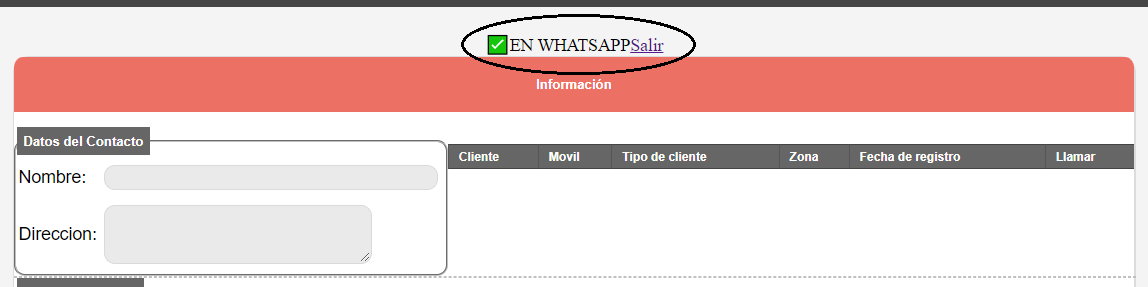 ✅EN WHATSAPPSalir
Información
Datos del Contacto
Nombre:
Direccion:
Cliente Movil Tipo de cliente Zona Fecha de registro Llamar